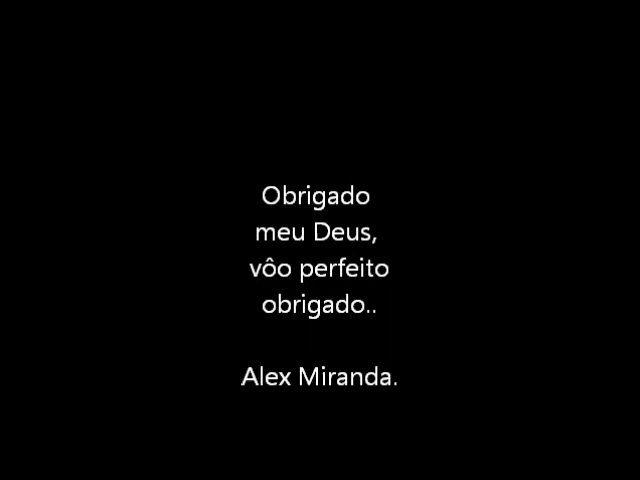 Obrigado
meu Deus,
vôo perfeito
obrigado..
Alex Miranda.